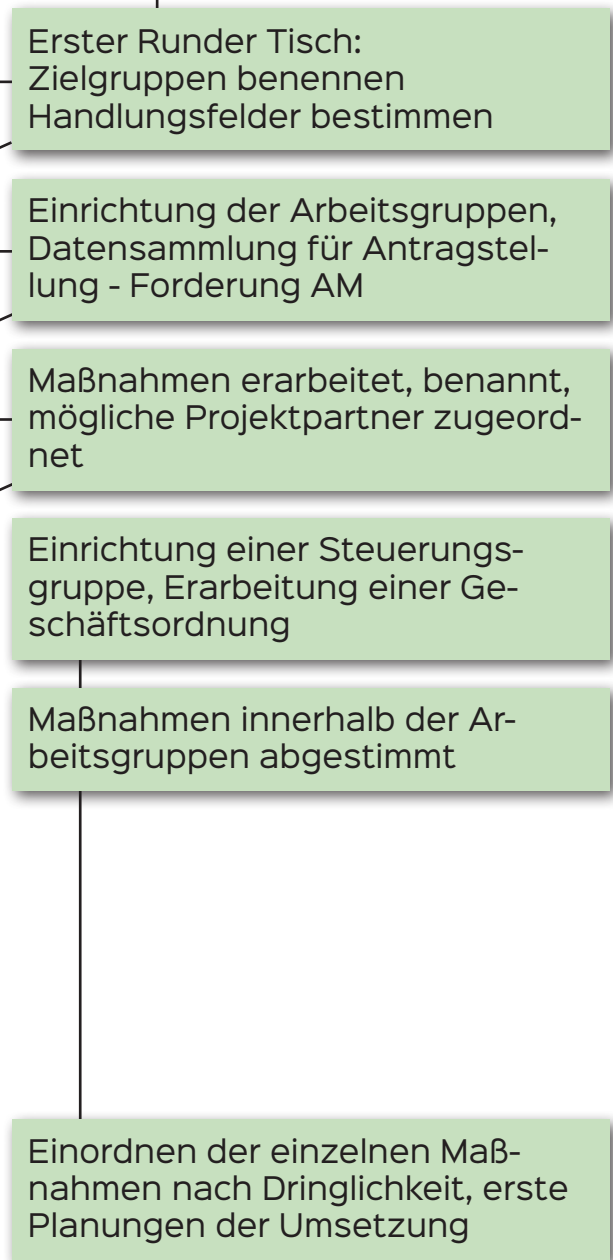 Erster Runder Tisch:
Zielgruppen benennen
Handlungsfelder bestimmen
Einrichtung der Arbeitsgruppen,
Datensammlung für Antragstel-
lung - Forderung AM
Maßnahmen erarbeitet, benannt,
mögliche Projektpartner zugeord-
net
Einrichtung einer Steuerungs-
gruppe, Erarbeitung einer Ge-
schäftsordnung
Maßnahmen innerhalb der Ar-
beitsgruppen abgestimmt
Einordnen der einzelnen Maß-
nahmen nach Dringlichkeit, erste
Planungen der Umsetzung